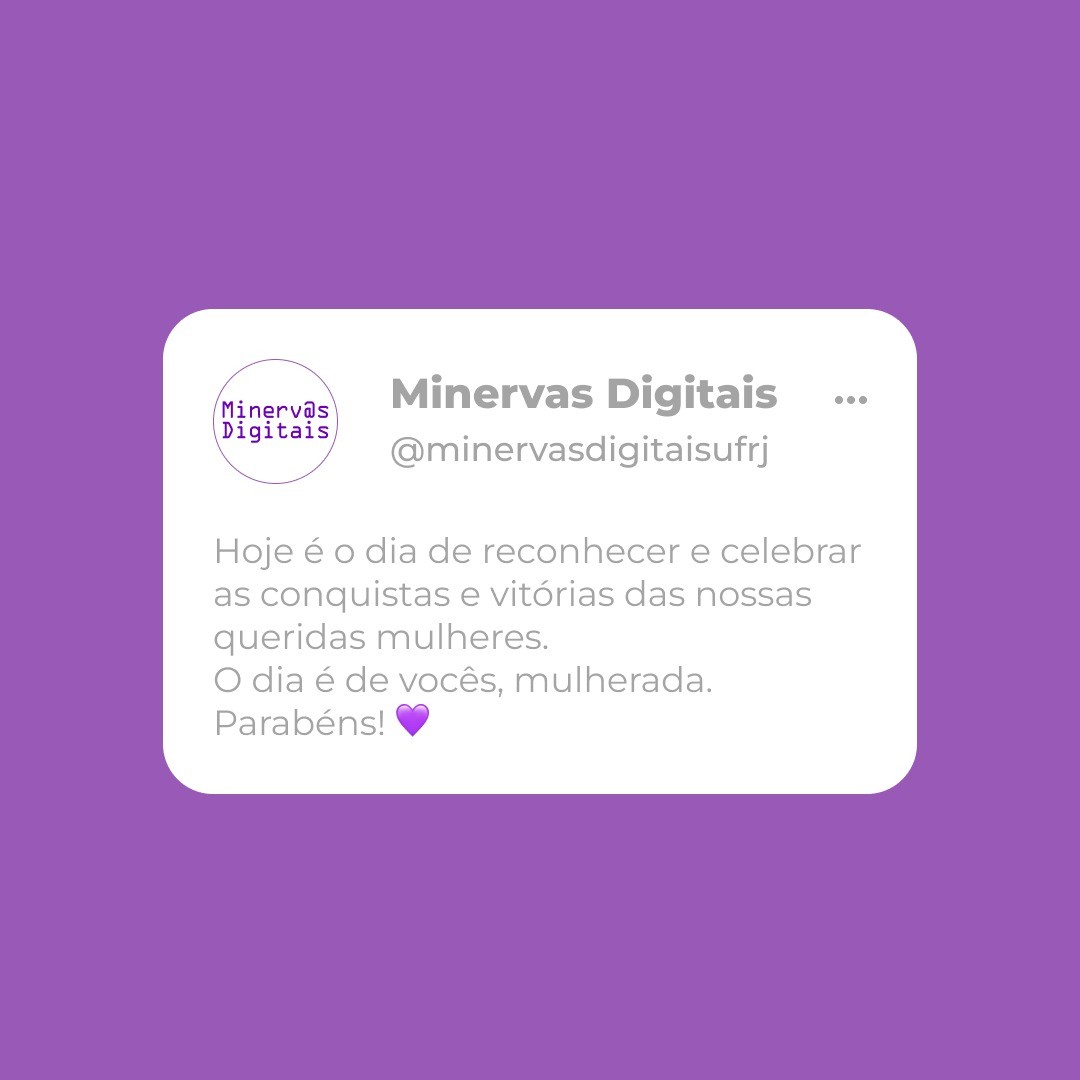 Minerv@s
Digitais
Minervas Digitais
@minervasdigitaisufrj
Hoje é o dia de reconhecer e celebrar
as conquistas e vitórias das nossas
queridas mulheres.
O dia é de vocês, mulherada.
Parabéns! 💜